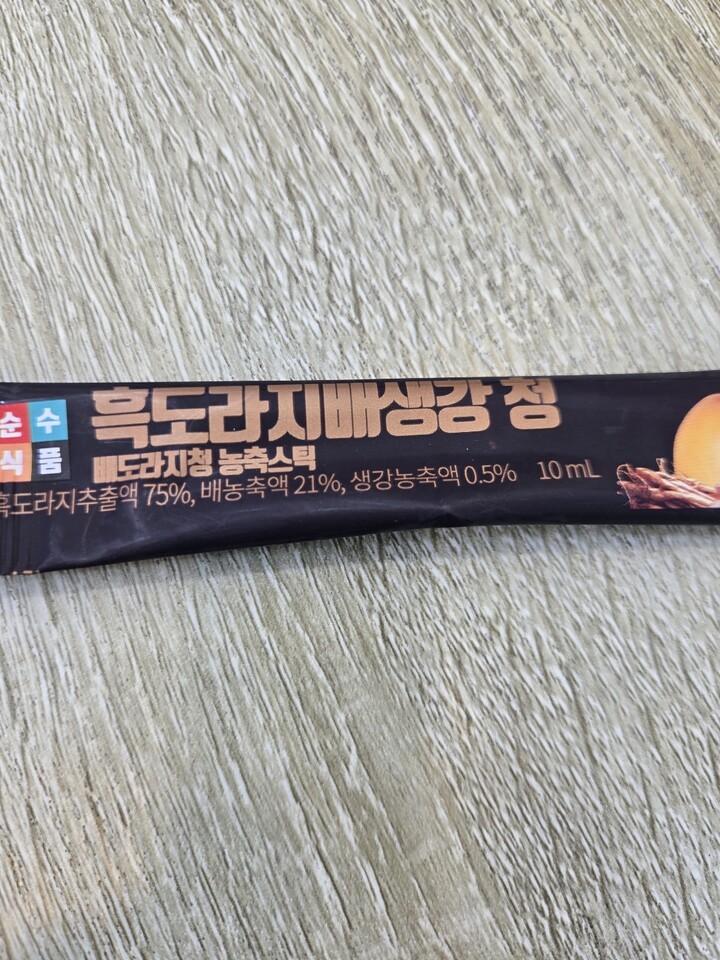 순수
식품
흑도라지배생강 청
배도라지청 농축스틱
흑도라지추출액 75%, 배농축액 21%, 생강농축액 0.5% 10 mL